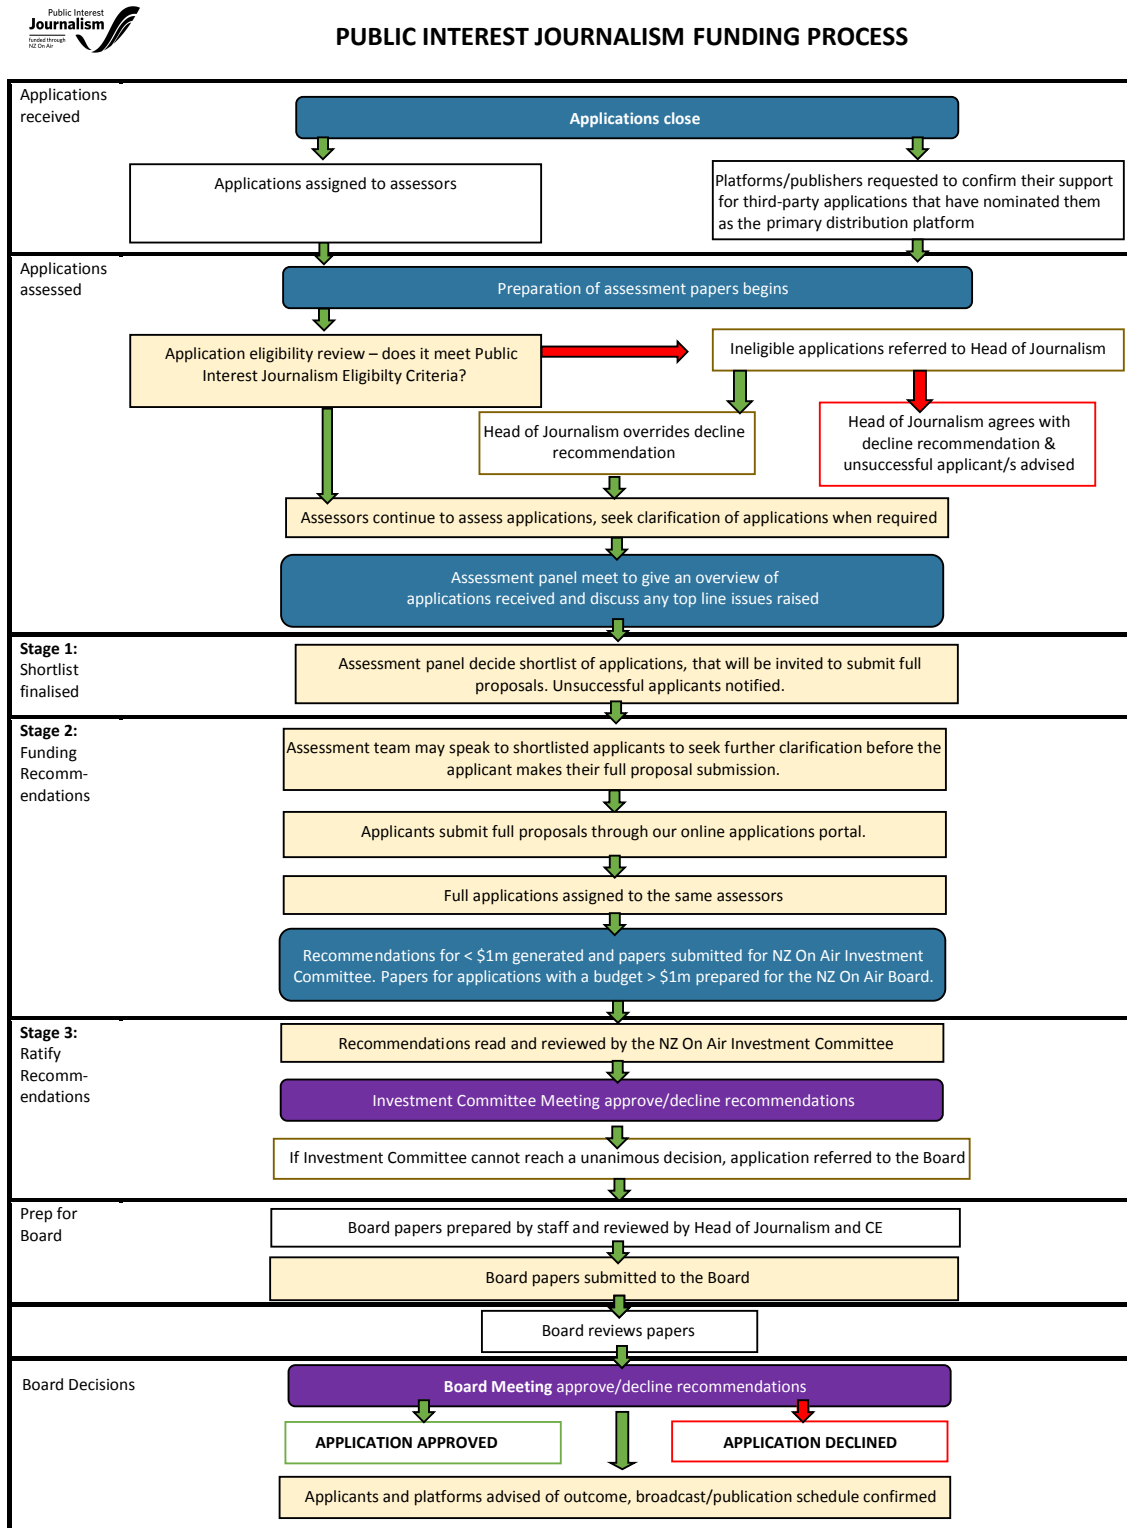 Public Interest
Journalism
funded through
NZ On Air
PUBLIC INTEREST JOURNALISM FUNDING PROCESS
Applications
received
Applications close
Applications assigned to assessors
Platforms/publishers requested to confirm their support
for third-party applications that have nominated them
as the primary distribution platform
Applications
assessed
Preparation of assessment papers begins
Application eligibility review – does it meet Public
Interest Journalism Eligibilty Criteria?
Ineligible applications referred to Head of Journalism
Head of Journalism overrides decline
recommendation
Head of Journalism agrees with
decline recommendation &
unsuccessful applicant/s advised
Assessors continue to assess applications, seek clarification of applications when required
Assessment panel meet to give an overview of
applications received and discuss any top line issues raised
Stage 1:
Shortlist
finalised
Assessment panel decide shortlist of applications, that will be invited to submit full
proposals. Unsuccessful applicants notified.
Stage 2:
Funding
Recomm-
endations
Assessment team may speak to shortlisted applicants to seek further clarification before the
applicant makes their full proposal submission.
Applicants submit full proposals through our online applications portal.
Full applications assigned to the same assessors
Recommendations for < $1m generated and papers submitted for NZ On Air Investment
Committee. Papers for applications with a budget > $1m prepared for the NZ On Air Board.
Stage 3:
Ratify
Recomm-
endations
Recommendations read and reviewed by the NZ On Air Investment Committee
Investment Committee Meeting approve/decline recommendations
If Investment Committee cannot reach a unanimous decision, application referred to the Board
Prep for
Board
Board papers prepared by staff and reviewed by Head of Journalism and CE
Board papers submitted to the Board
Board reviews papers
Board Decisions
Board Meeting approve/decline recommendations
APPLICATION APPROVED
APPLICATION DECLINED
Applicants and platforms advised of outcome, broadcast/publication schedule confirmed